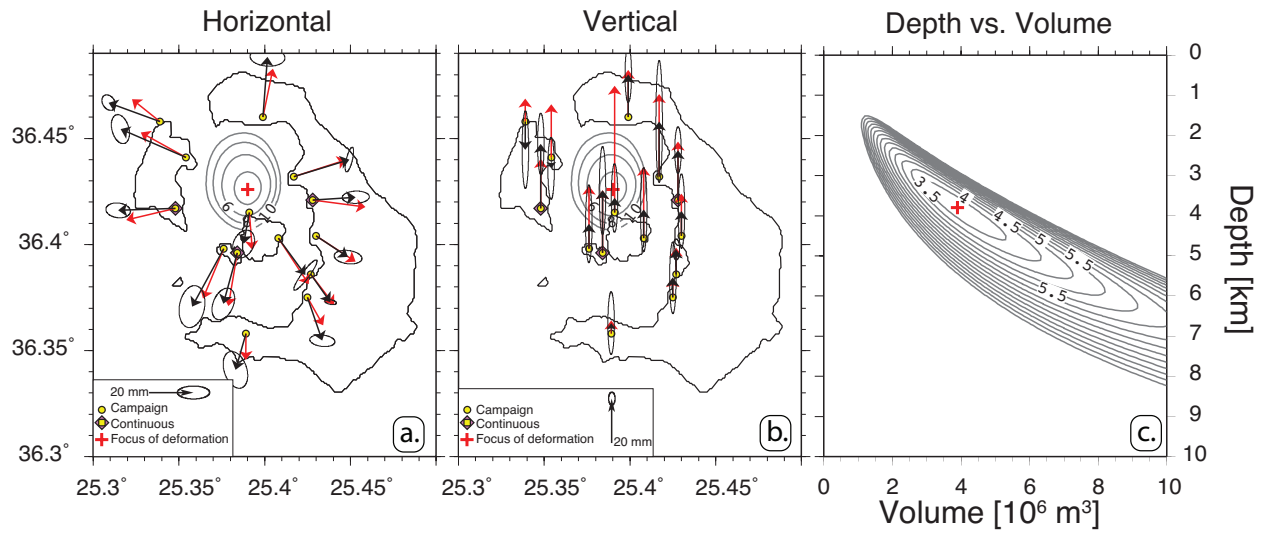 Horizontal
Vertical
Depth vs. Volume
36.45˚
36.4˚
36.35˚
36.3˚
6
10
20 mm
Campaign
Continuous
Focus of deformation
a.
25.3˚
25.35˚
25.4˚
25.45˚
10
Campaign
Continuous
Focus of deformation
20 mm
b.
25.3˚
25.35˚
25.4˚
25.45˚
3.5
4
4.5
5
5.5
5.5
c.
0
1
2
3
4
5
6
7
8
9
10
Depth [km]
0
2
4
6
8
10
Volume [10⁶ m³]